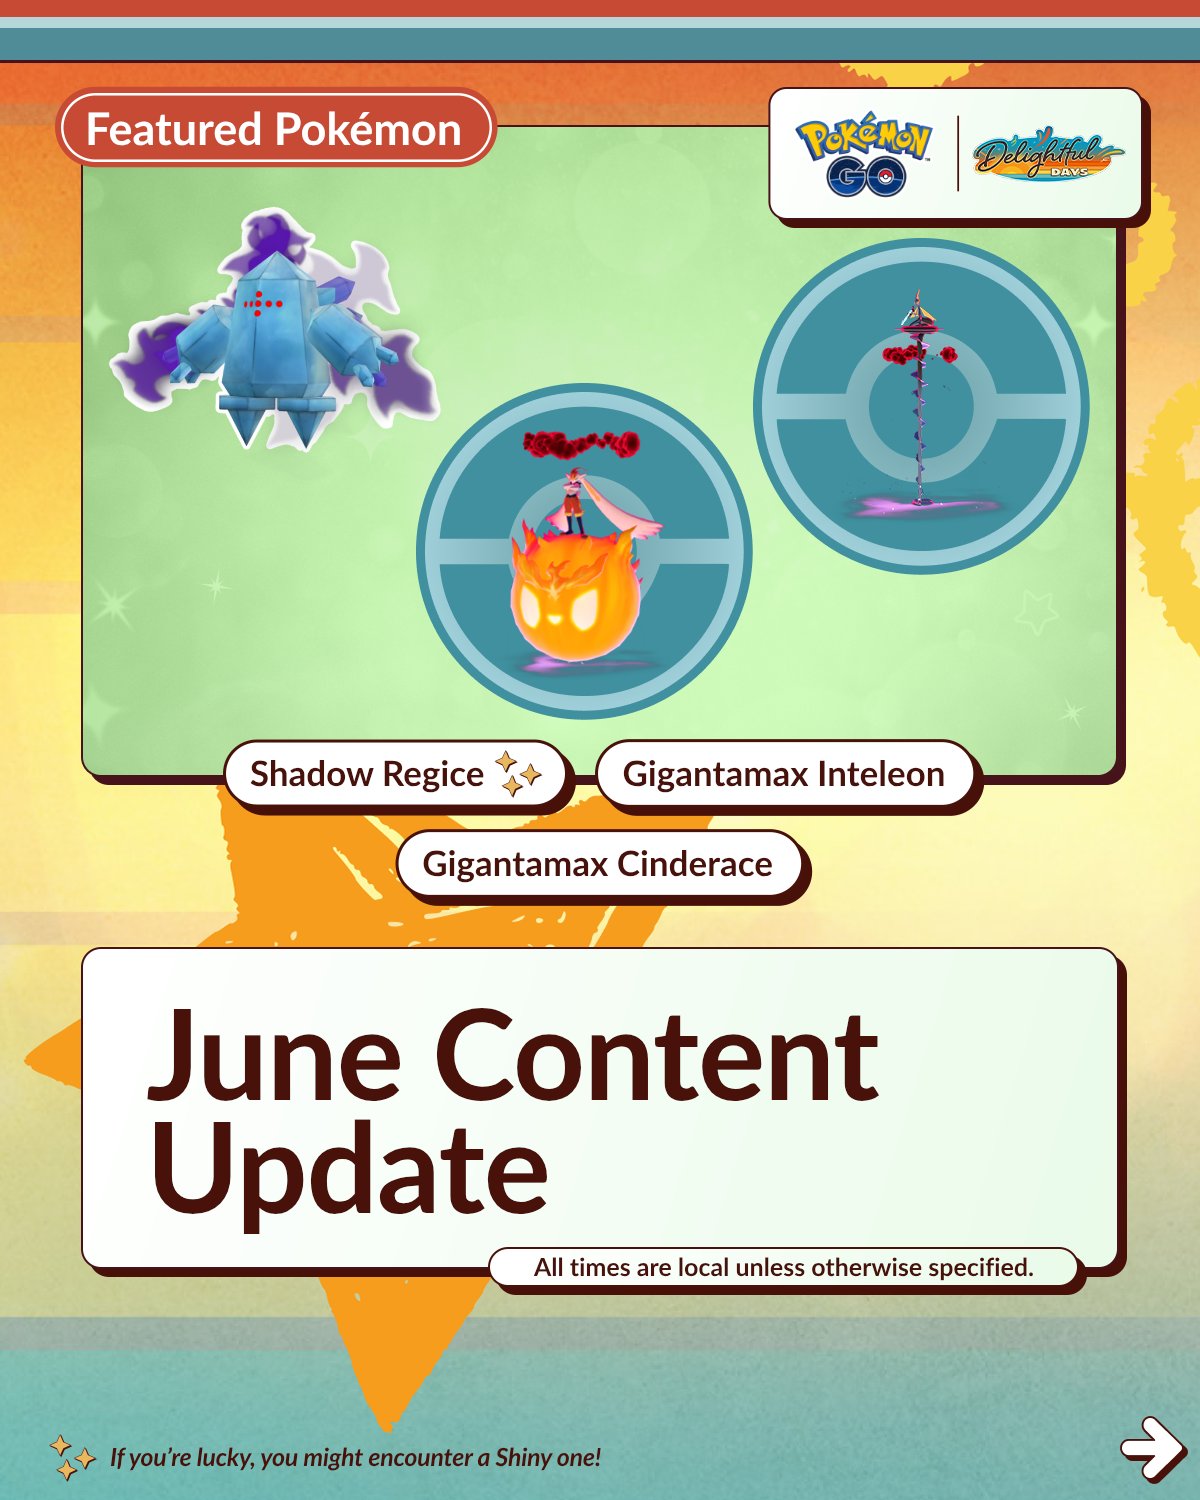 Featured Pokémon
POKÉMON
GO
Delightful
DAYS
Shadow Regice
Gigantamax Inteleon
Gigantamax Cinderace
June Content
Update
All times are local unless otherwise specified.
If you're lucky, you might encounter a Shiny one!